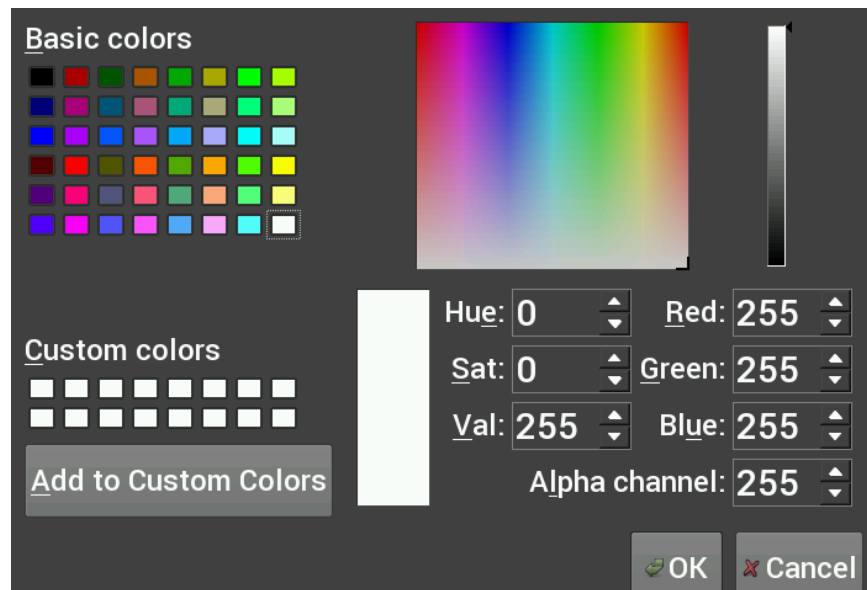 Basic colors
Hue: 0 Red: 255
Custom colors
Sat: 0 Green: 255
Val: 255 Blue: 255
Add to Custom Colors
Alpha channel: 255
OK Cancel